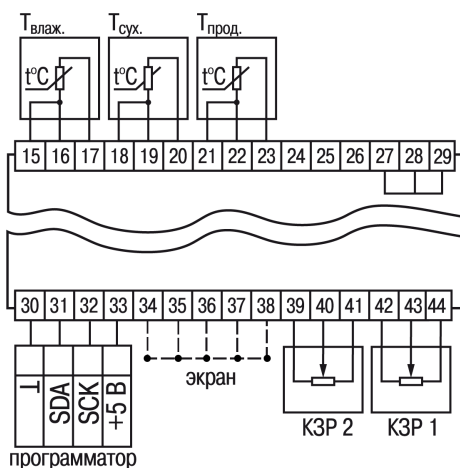 Tвлаж. Tсух. Tпрод.
t°C t°C t°C
15 16 17 18 19 20 21 22 23 24 25 26 27 28 29
30 31 32 33 34 35 36 37 38 39 40 41 42 43 44
⊥ SDA SCK +5 В
экран
КЗР 2 КЗР 1
программатор